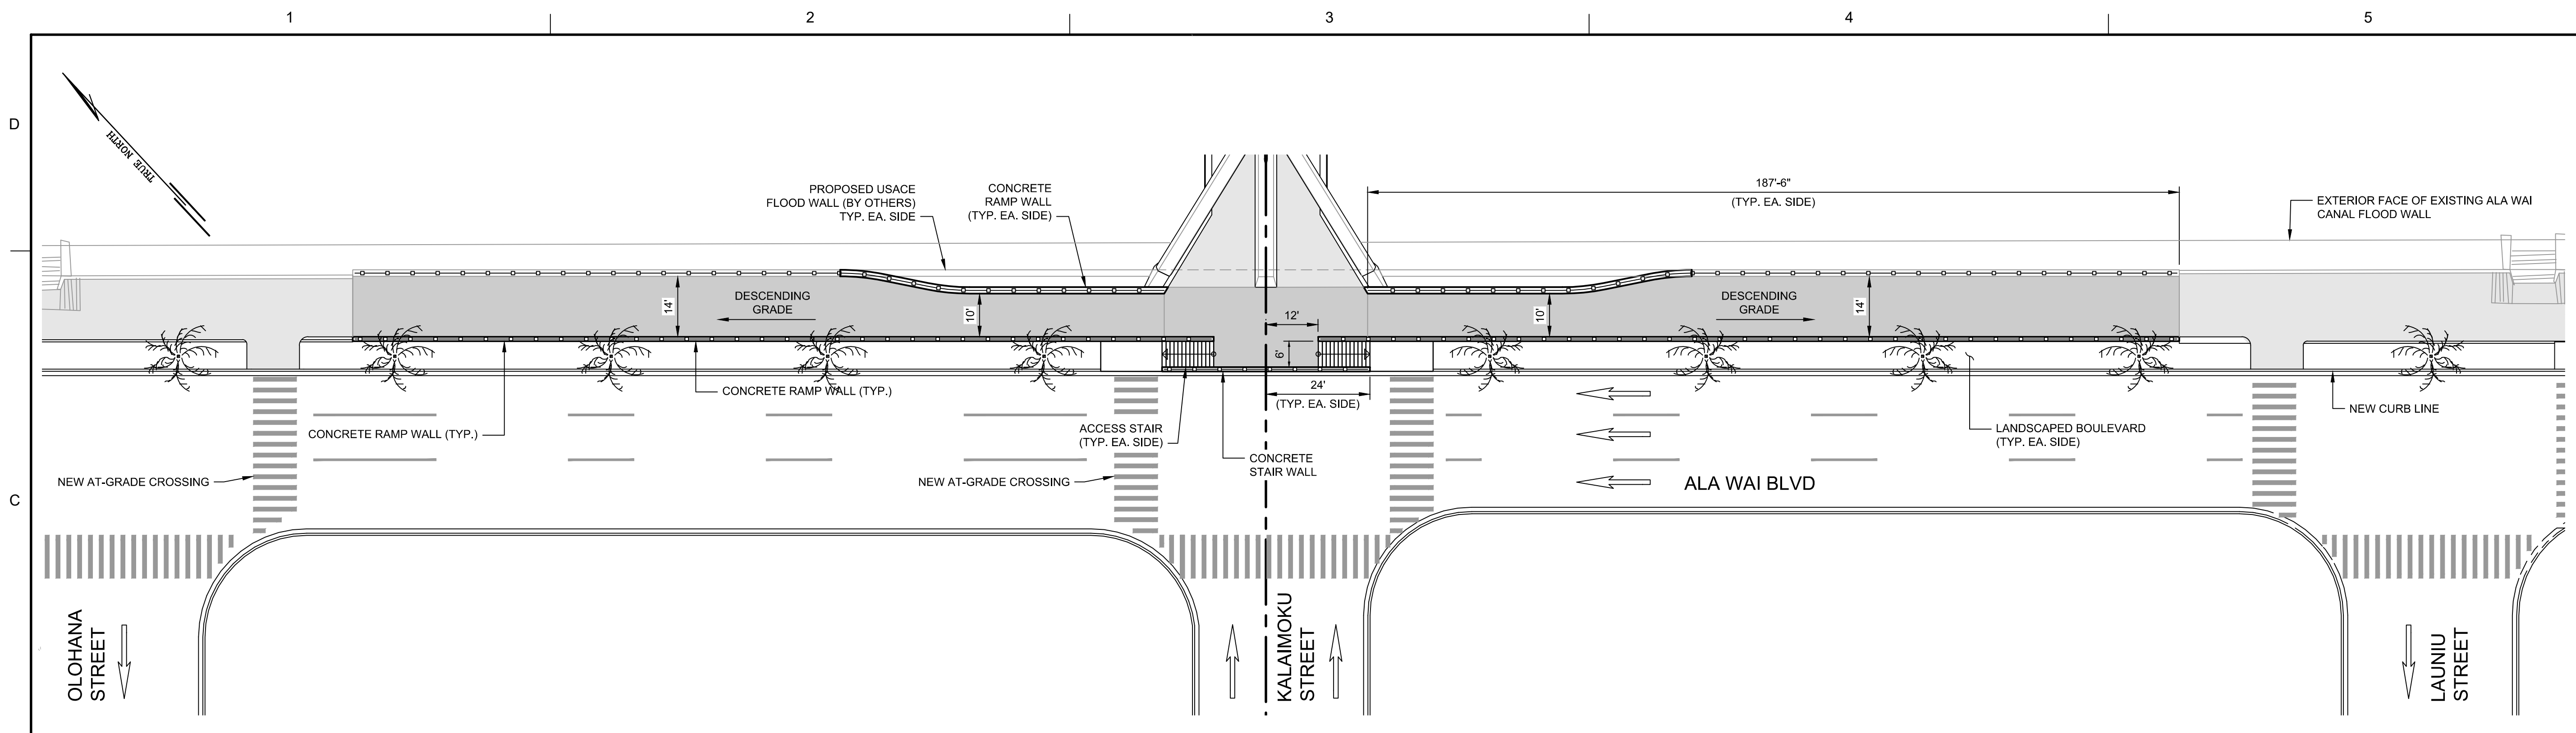 1
2
3
4
5
D
TRUE NORTH
PROPOSED USACE
FLOOD WALL (BY OTHERS)
TYP. EA. SIDE
CONCRETE
RAMP WALL
(TYP. EA. SIDE)
187'-6"
(TYP. EA. SIDE)
EXTERIOR FACE OF EXISTING ALA WAI
CANAL FLOOD WALL
14'
DESCENDING
GRADE
10'
12'
6'
10'
DESCENDING
GRADE
14'
24'
(TYP. EA. SIDE)
CONCRETE RAMP WALL (TYP.)
CONCRETE RAMP WALL (TYP.)
ACCESS STAIR
(TYP. EA. SIDE)
CONCRETE
STAIR WALL
NEW CURB LINE
LANDSCAPED BOULEVARD
(TYP. EA. SIDE)
NEW AT-GRADE CROSSING
NEW AT-GRADE CROSSING
ALA WAI BLVD
C
OLOHANA
STREET
KALAIMOKU
STREET
LAUNIU
STREET